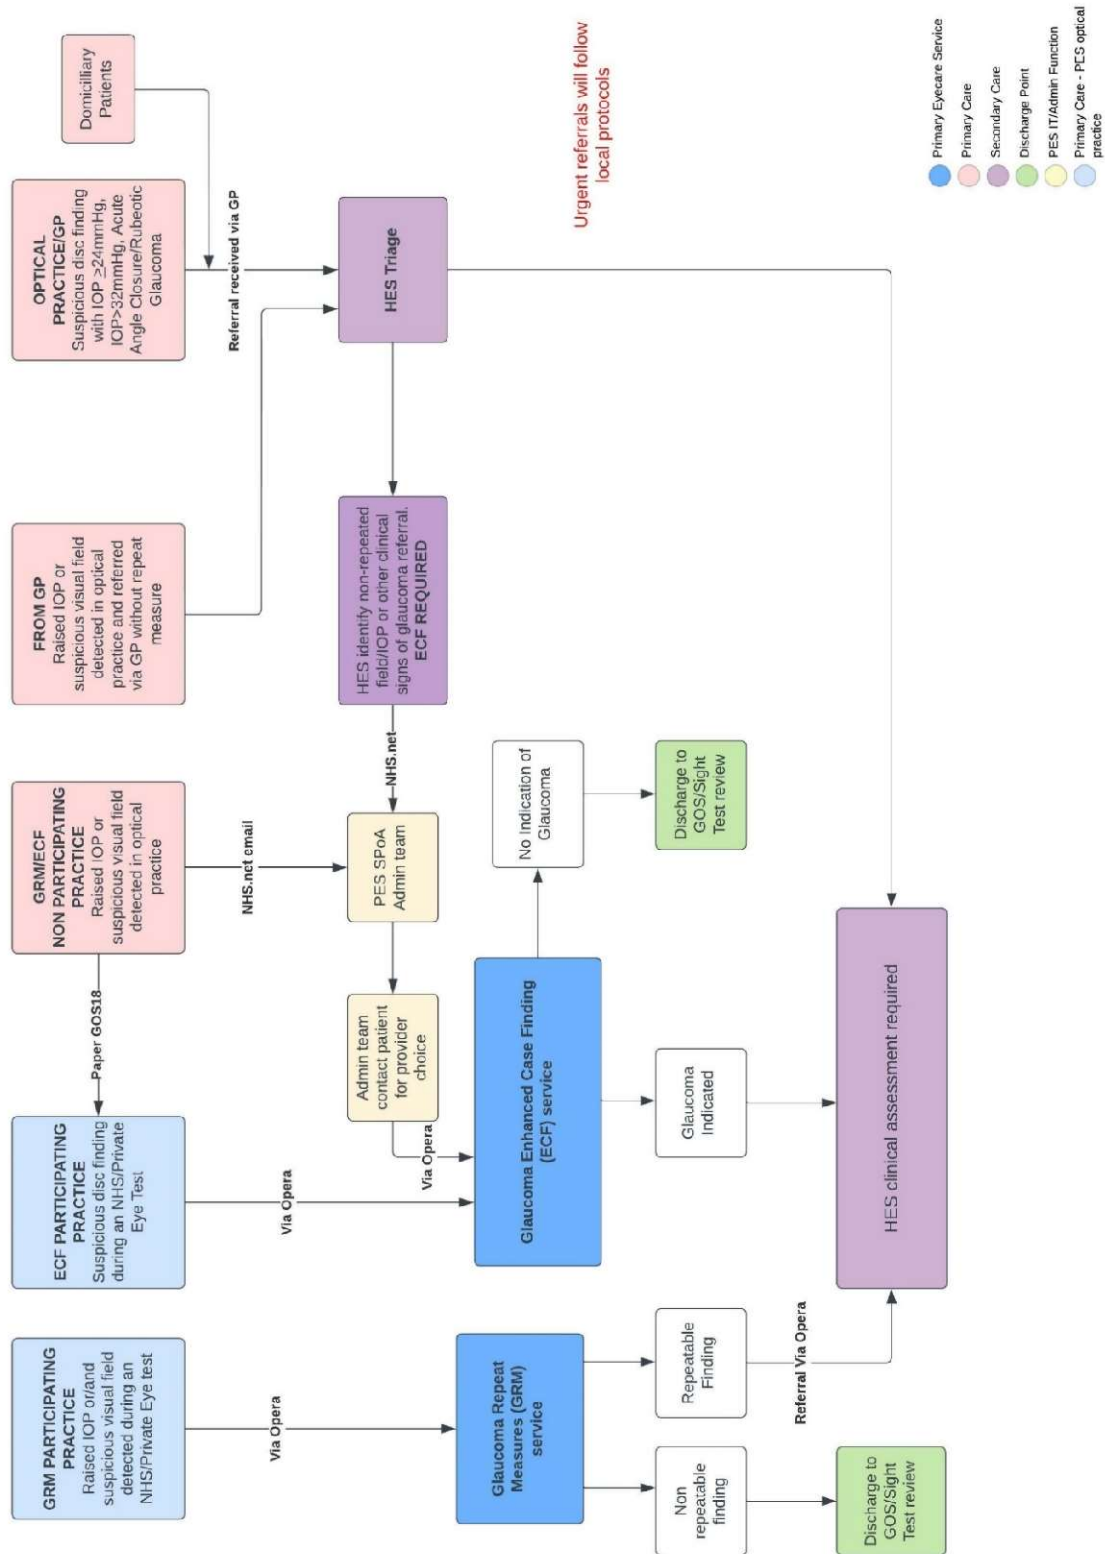 GRM PARTICIPATING
PRACTICE
Raised IOP or/and
suspicious visual field
detected during an
NHS/Private Eye test
ECF PARTICIPATING
PRACTICE
Suspicious disc finding
during an NHS/Private
Eye Test
Paper GOS18
GRM/ECF
NON PARTICIPATING
PRACTICE
Raised IOP or
suspicious visual field
detected in optical
practice
FROM GP
Raised IOP or
suspicious visual field
detected in optical
practice and referred
via GP without repeat
measure
OPTICAL
PRACTICE/GP
Suspicious disc finding
with IOP ≥24mmHg,
IOP>32mmHg, Acute
Angle Closure/Rubeotic
Glaucoma
Domicilliary
Patients
Via Opera
Via Opera
NHS.net email
Referral received via GP
Admin team
contact patient
for provider
choice
PES SPoA
Admin team
NHS.net
HES identify non-repeated
field/IOP or other clinical
signs of glaucoma referral.
ECF REQUIRED
HES Triage
Via Opera
Glaucoma Repeat
Measures (GRM)
service
Glaucoma Enhanced Case Finding
(ECF) service
No Indication of
Glaucoma
Urgent referrals will follow
local protocols
Non
repeatable
finding
Repeatable
Finding
Glaucoma
Indicated
Discharge to
GOS/Sight
Test review
Referral Via Opera
Discharge to
GOS/Sight
Test review
HES clinical assessment required
Primary Eyecare Service
Primary Care
Secondary Care
Discharge Point
PES IT/Admin Function
Primary Care - PES optical
practice